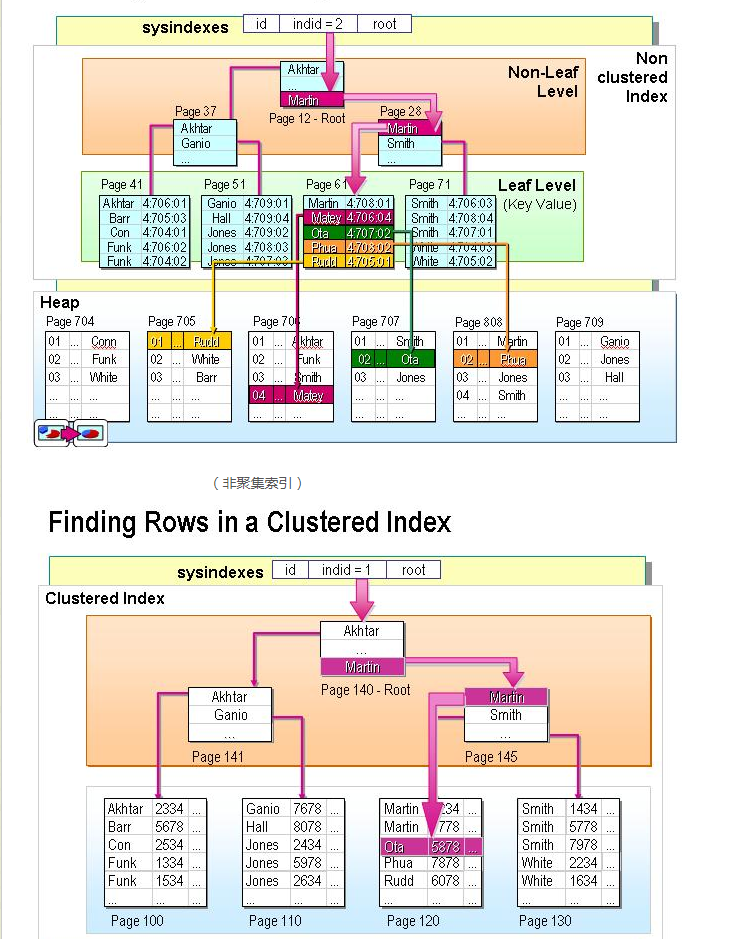 sysindexes id indid = 2 root
Non clustered Index
Non-Leaf Level
Akhtar
...
Martin
Page 12 - Root
Page 37
Akhtar
Ganio
...
Page 28
Martin
Smith
...
Leaf Level
(Key Value)
Page 41
Akhtar 4:706:01
Barr 4:705:03
Con 4:704:01
Funk 4:706:02
Funk 4:704:02
Page 51
Ganio 4:709:01
Hall 4:709:04
Jones 4:709:02
Jones 4:708:03
Jones 4:707:03
Page 61
Martin 4:708:01
Matey 4:706:04
Ota 4:707:02
Phua 4:708:02
Rudd 4:705:01
Page 71
Smith 4:706:03
Smith 4:708:04
Smith 4:707:01
White 4:704:03
White 4:705:02
Heap
Page 704
01 ... Conn
02 ... Funk
03 ... White
... ... ...
... ... ...
Page 705
01 ... Rudd
02 ... White
03 ... Barr
... ... ...
... ... ...
Page 706
01 ... Akhtar
02 ... Funk
03 ... Smith
04 ... Matey
... ... ...
Page 707
01 ... Smith
02 ... Ota
03 ... Jones
... ... ...
... ... ...
Page 808
01 ... Martin
02 ... Phua
03 ... Jones
04 ... Smith
... ... ...
Page 709
01 ... Ganio
02 ... Jones
03 ... Hall
... ... ...
... ... ...
（非聚集索引）
Finding Rows in a Clustered Index
sysindexes id indid = 1 root
Clustered Index
Akhtar
...
Martin
Page 140 - Root
Akhtar
Ganio
...
Page 141
Martin
Smith
...
Page 145
Akhtar 2334 ...
Barr 5678 ...
Con 2534 ...
Funk 1334 ...
Funk 1534 ...
... ...
Page 100
Ganio 7678 ...
Hall 8078 ...
Jones 2434 ...
Jones 5978 ...
Jones 2634 ...
... ...
Page 110
Martin 234 ...
Martin 778 ...
Ota 5878 ...
Phua 7878 ...
Rudd 6078 ...
... ...
Page 120
Smith 1434 ...
Smith 5778 ...
Smith 7978 ...
White 2234 ...
White 1634 ...
... ...
Page 130